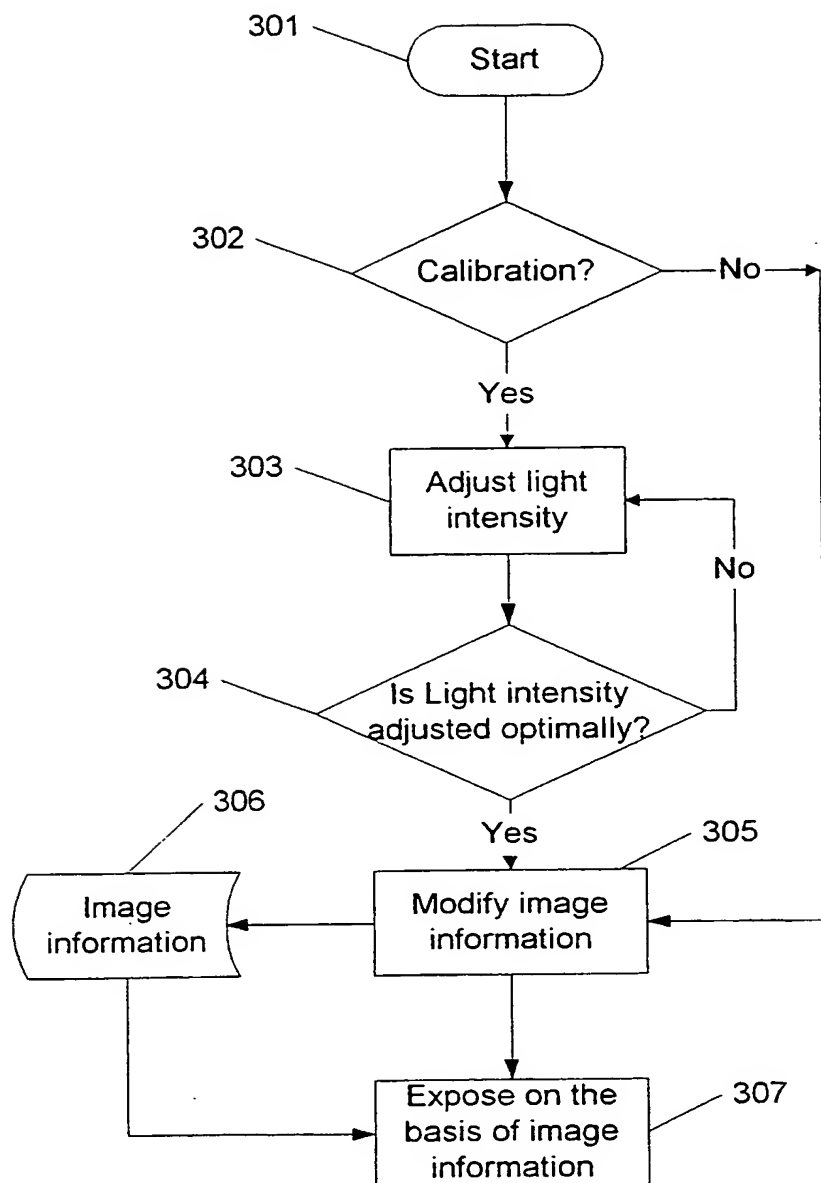 301
Start
302
Calibration?
No
Yes
303
Adjust light
intensity
No
304
Is Light intensity
adjusted optimally?
306
Yes
305
Image
information
Modify image
information
Expose on the
basis of image
information
307